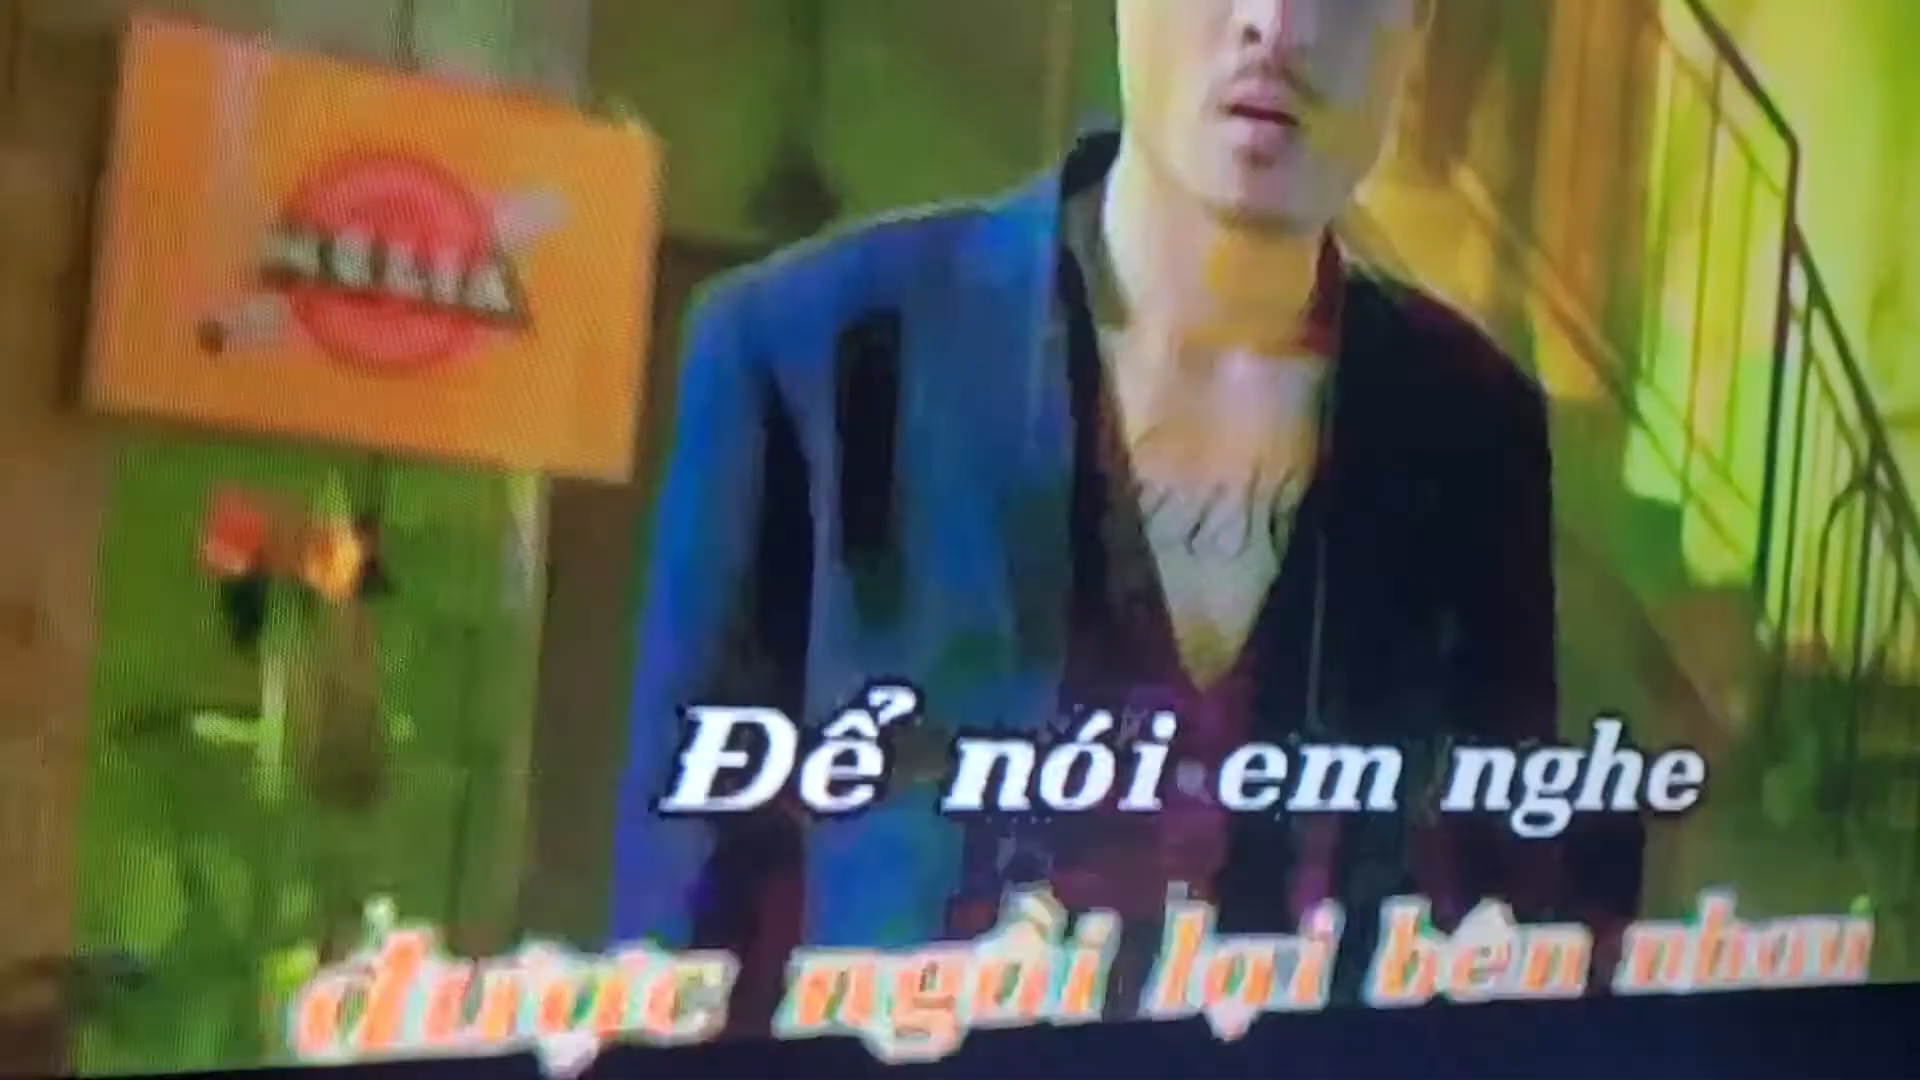 Để nói em nghe
được ngồi lại bên nhau